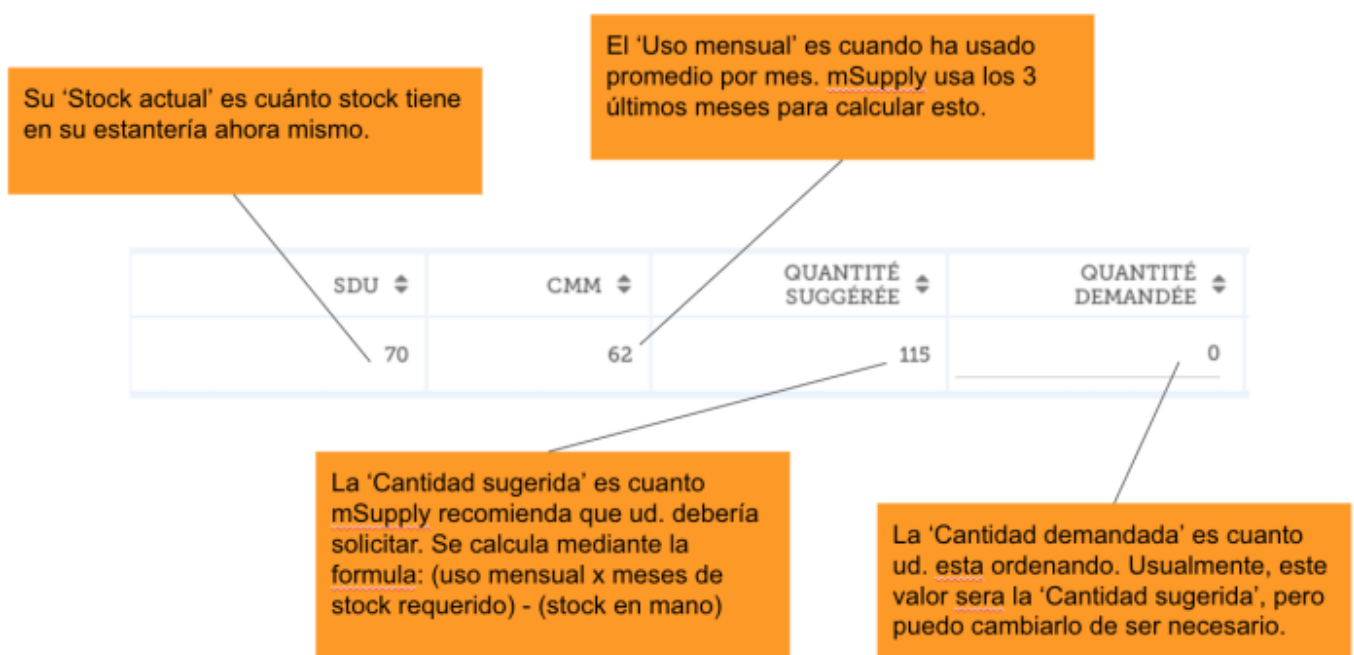 El ‘Uso mensual’ es cuando ha usado
promedio por mes. mSupply usa los 3
últimos meses para calcular esto.
Su ‘Stock actual’ es cuánto stock tiene
en su estantería ahora mismo.
SDU
CMM
QUANTITÉ
SUGGÉRÉE
QUANTITÉ
DEMANDÉE
70
62
115
0
La ‘Cantidad sugerida’ es cuanto
mSupply recomienda que ud. debería
solicitar. Se calcula mediante la
formula: (uso mensual x meses de
stock requerido) - (stock en mano)
La ‘Cantidad demandada’ es cuanto
ud. esta ordenando. Usualmente, este
valor sera la ‘Cantidad sugerida’, pero
puedo cambiarlo de ser necesario.